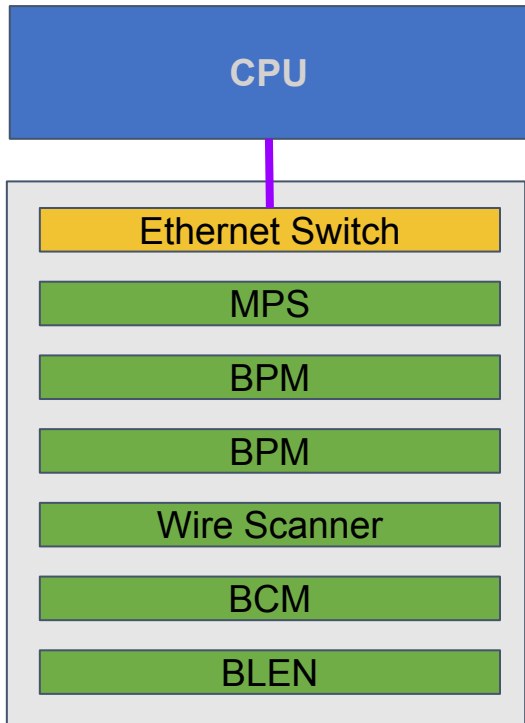 CPU
Ethernet Switch
MPS
BPM
BPM
Wire Scanner
BCM
BLEN